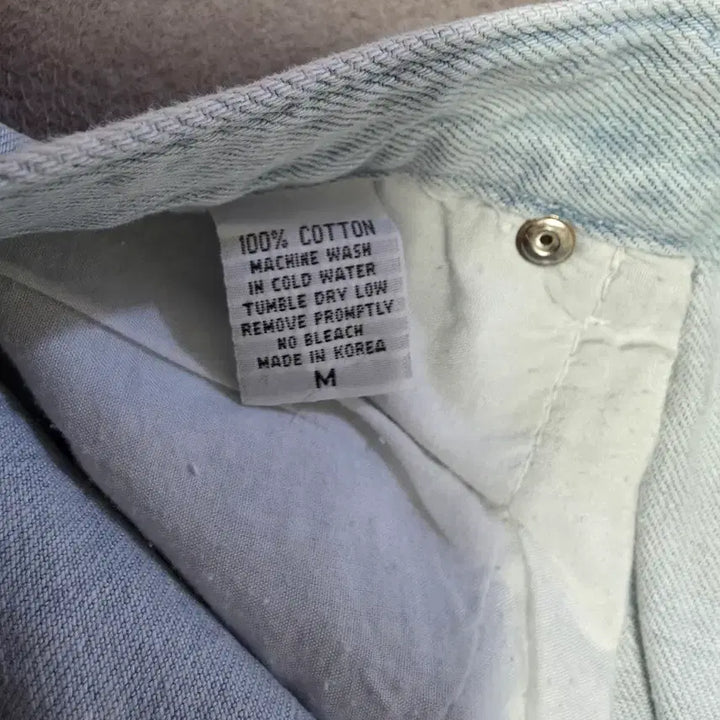 100% COTTON
MACHINE WASH
IN COLD WATER
TUMBLE DRY LOW
REMOVE PROMPTLY
NO BLEACH
MADE IN KOREA
M